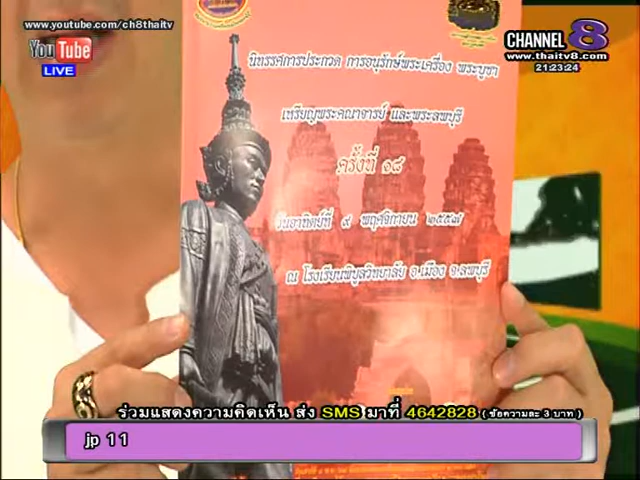 www.youtube.com/ch8thaitv
YouTube
LIVE
CHANNEL 8
www.thaitv8.com
21:23:24
นิทรรศการประกวด การอนุรักษ์พระเครื่อง พระบูชา
เหรียญพระคณาจารย์ และพระลพบุรี
ครั้งที่ ๑๘
วันอาทิตย์ที่ ๙ พฤศจิกายน ๒๕๕๗
ณ โรงเรียนพิบูลวิทยาลัย อ.เมือง จ.ลพบุรี
ร่วมแสดงความคิดเห็น ส่ง SMS มาที่ 4642828 ( ข้อความละ 3 บาท )
jp 11